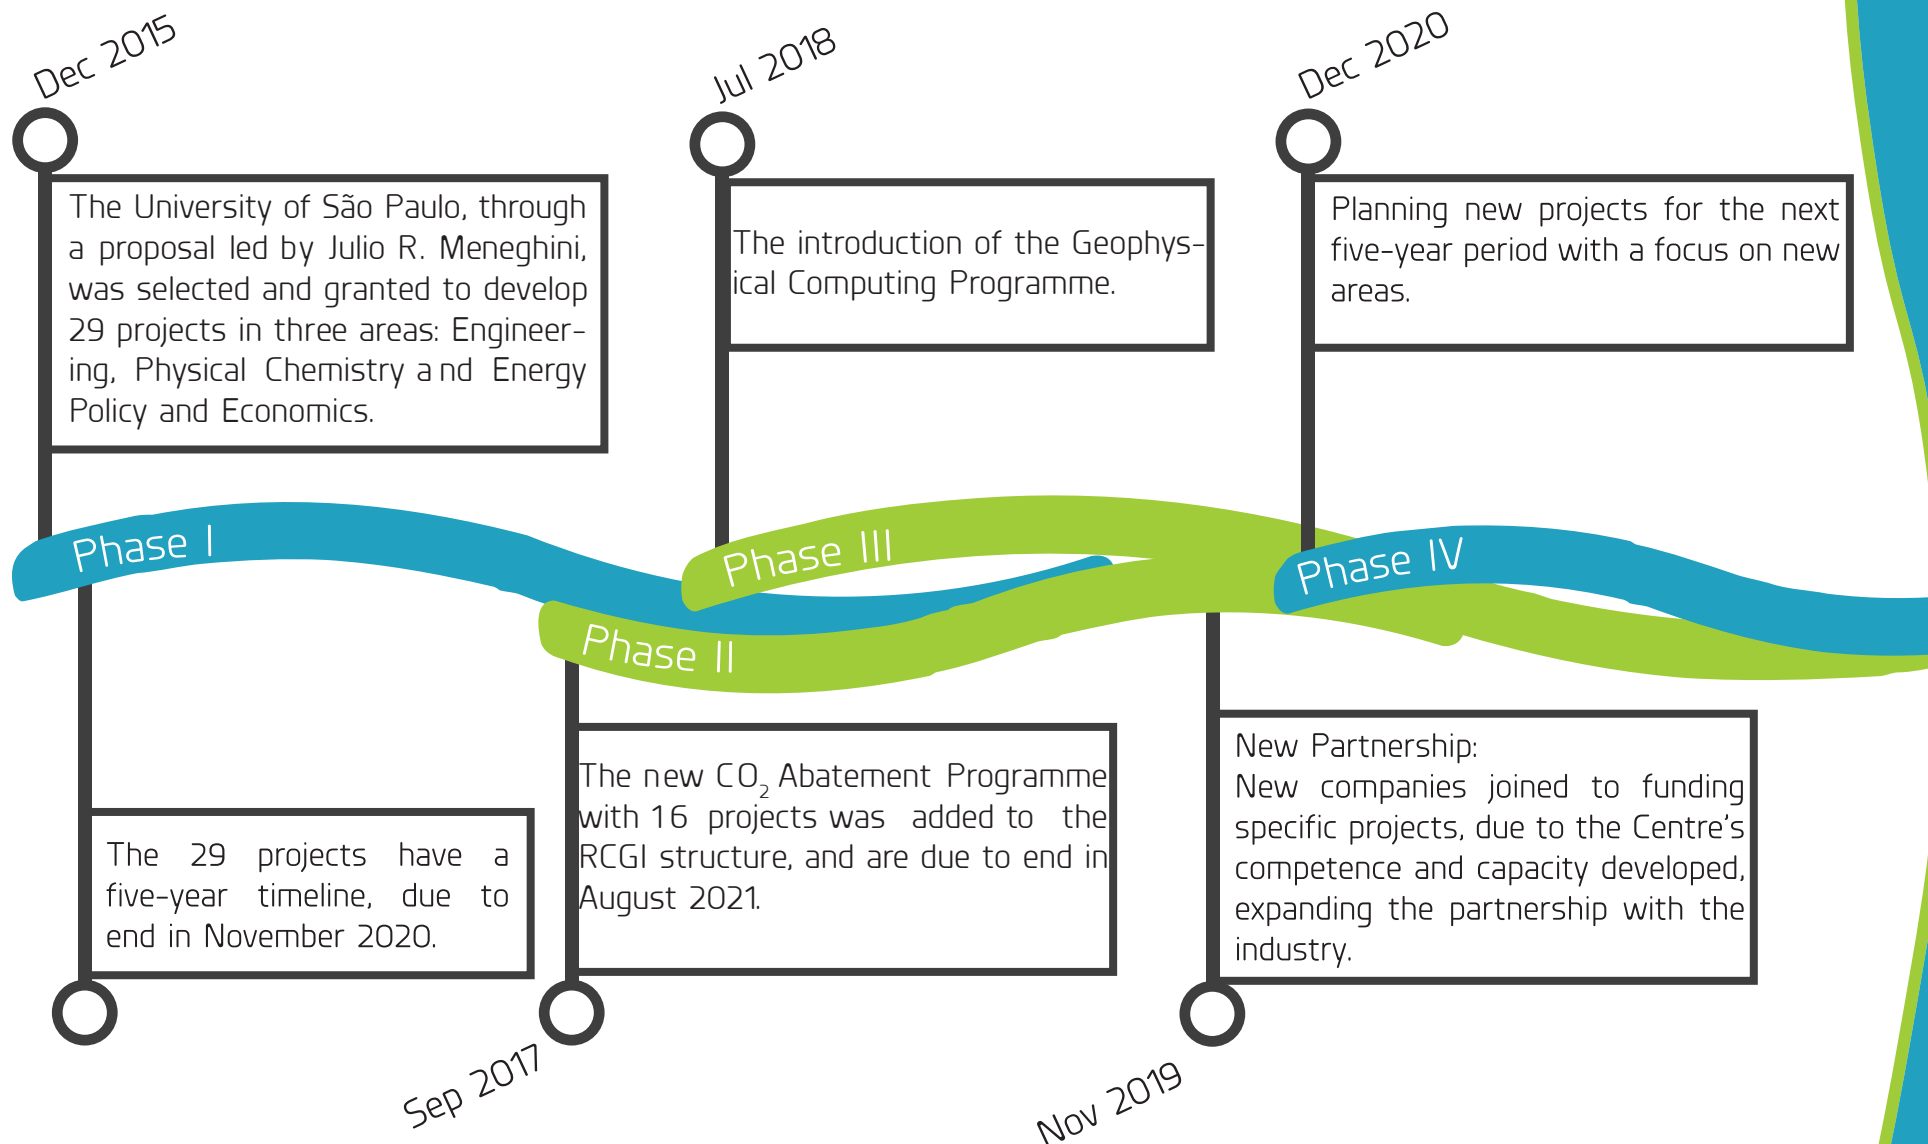 Dec 2015
The University of São Paulo, through
a proposal led by Julio R. Meneghini,
was selected and granted to develop
29 projects in three areas: Engineer-
ing, Physical Chemistry and Energy
Policy and Economics.
Jul 2018
The introduction of the Geophys-
ical Computing Programme.
Dec 2020
Planning new projects for the next
five-year period with a focus on new
areas.
Phase I
Phase II
Phase III
Phase IV
The 29 projects have a
five-year timeline, due to
end in November 2020.
The new CO₂ Abatement Programme
with 16 projects was added to the
RCGI structure, and are due to end in
August 2021.
Sep 2017
New Partnership:
New companies joined to funding
specific projects, due to the Centre’s
competence and capacity developed,
expanding the partnership with the
industry.
Nov 2019